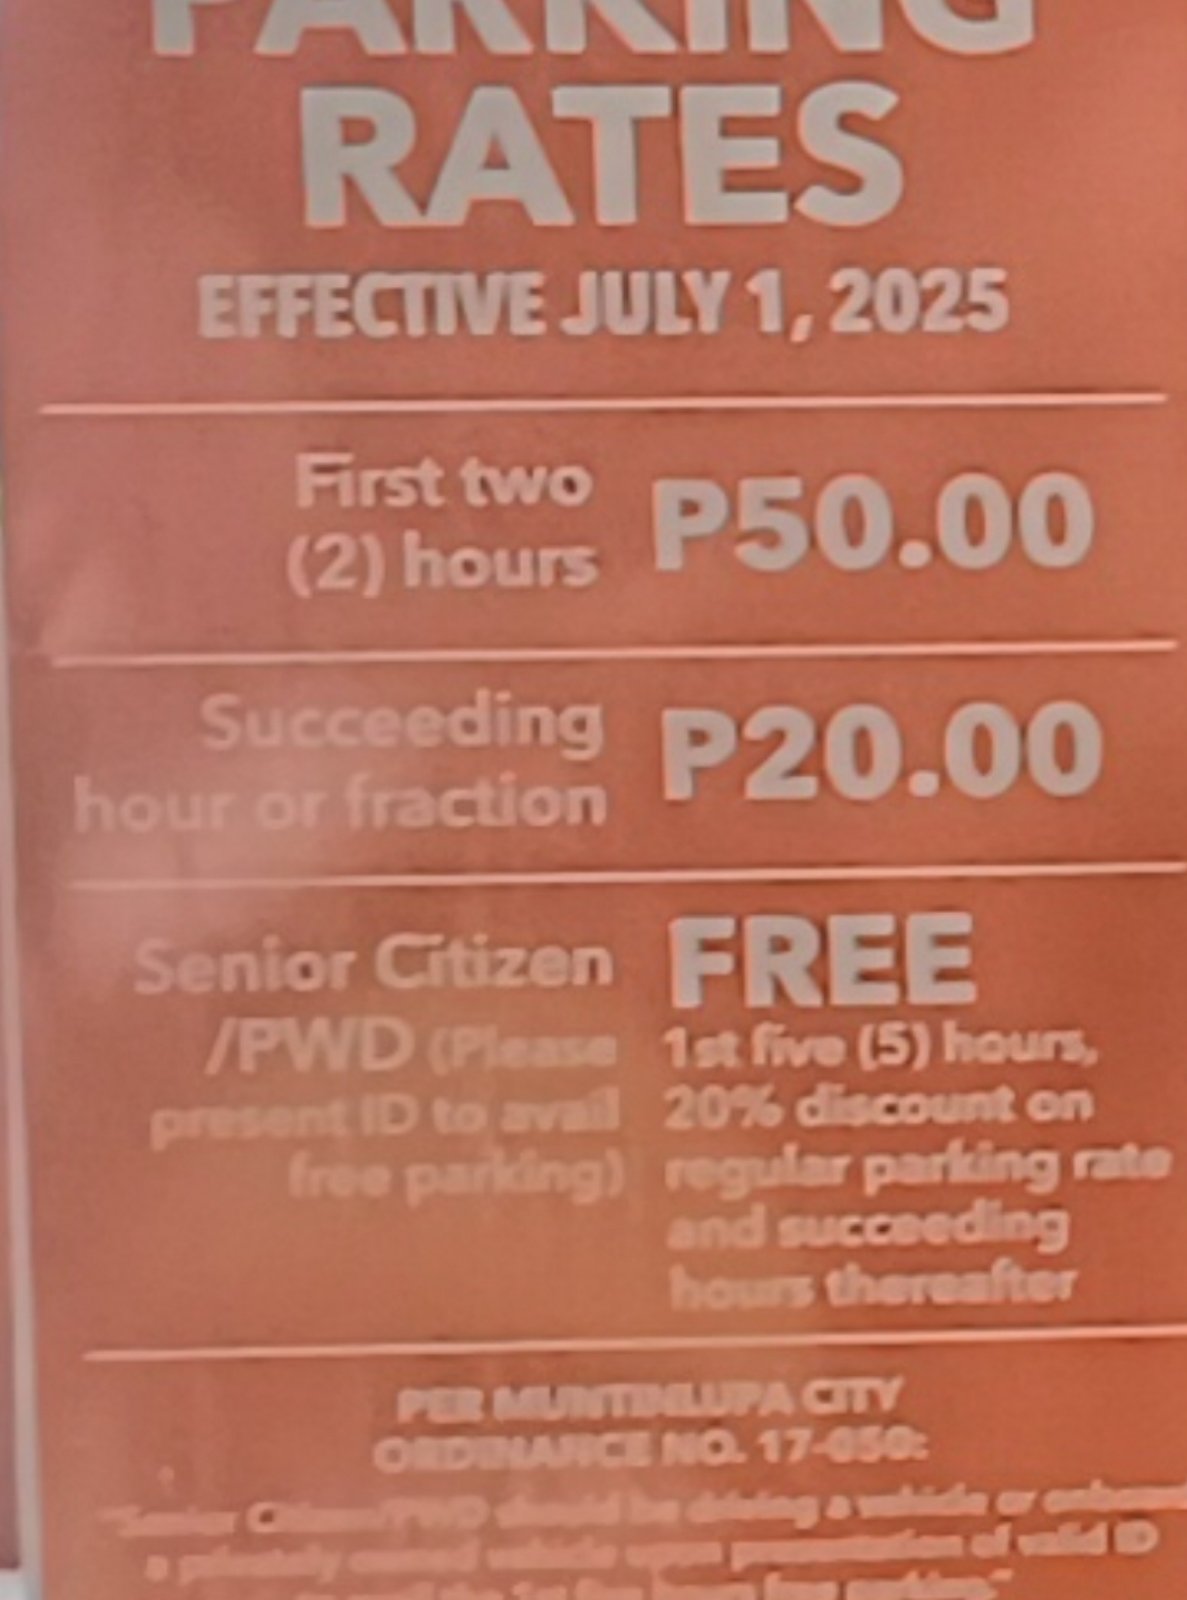 PARKING
RATES
EFFECTIVE JULY 1, 2025
First two
(2) hours
P50.00
Succeeding
hour or fraction
P20.00
Senior Citizen
/PWD (Please
present ID to avail
free parking)
FREE
1st five (5) hours,
20% discount on
regular parking rate
and succeeding
hours thereafter
PER MUNTINLUPA CITY
ORDINANCE NO. 17-050:
"Senior Citizen/PWD should be driving a vehicle or
a privately owned vehicle upon presentation of valid ID